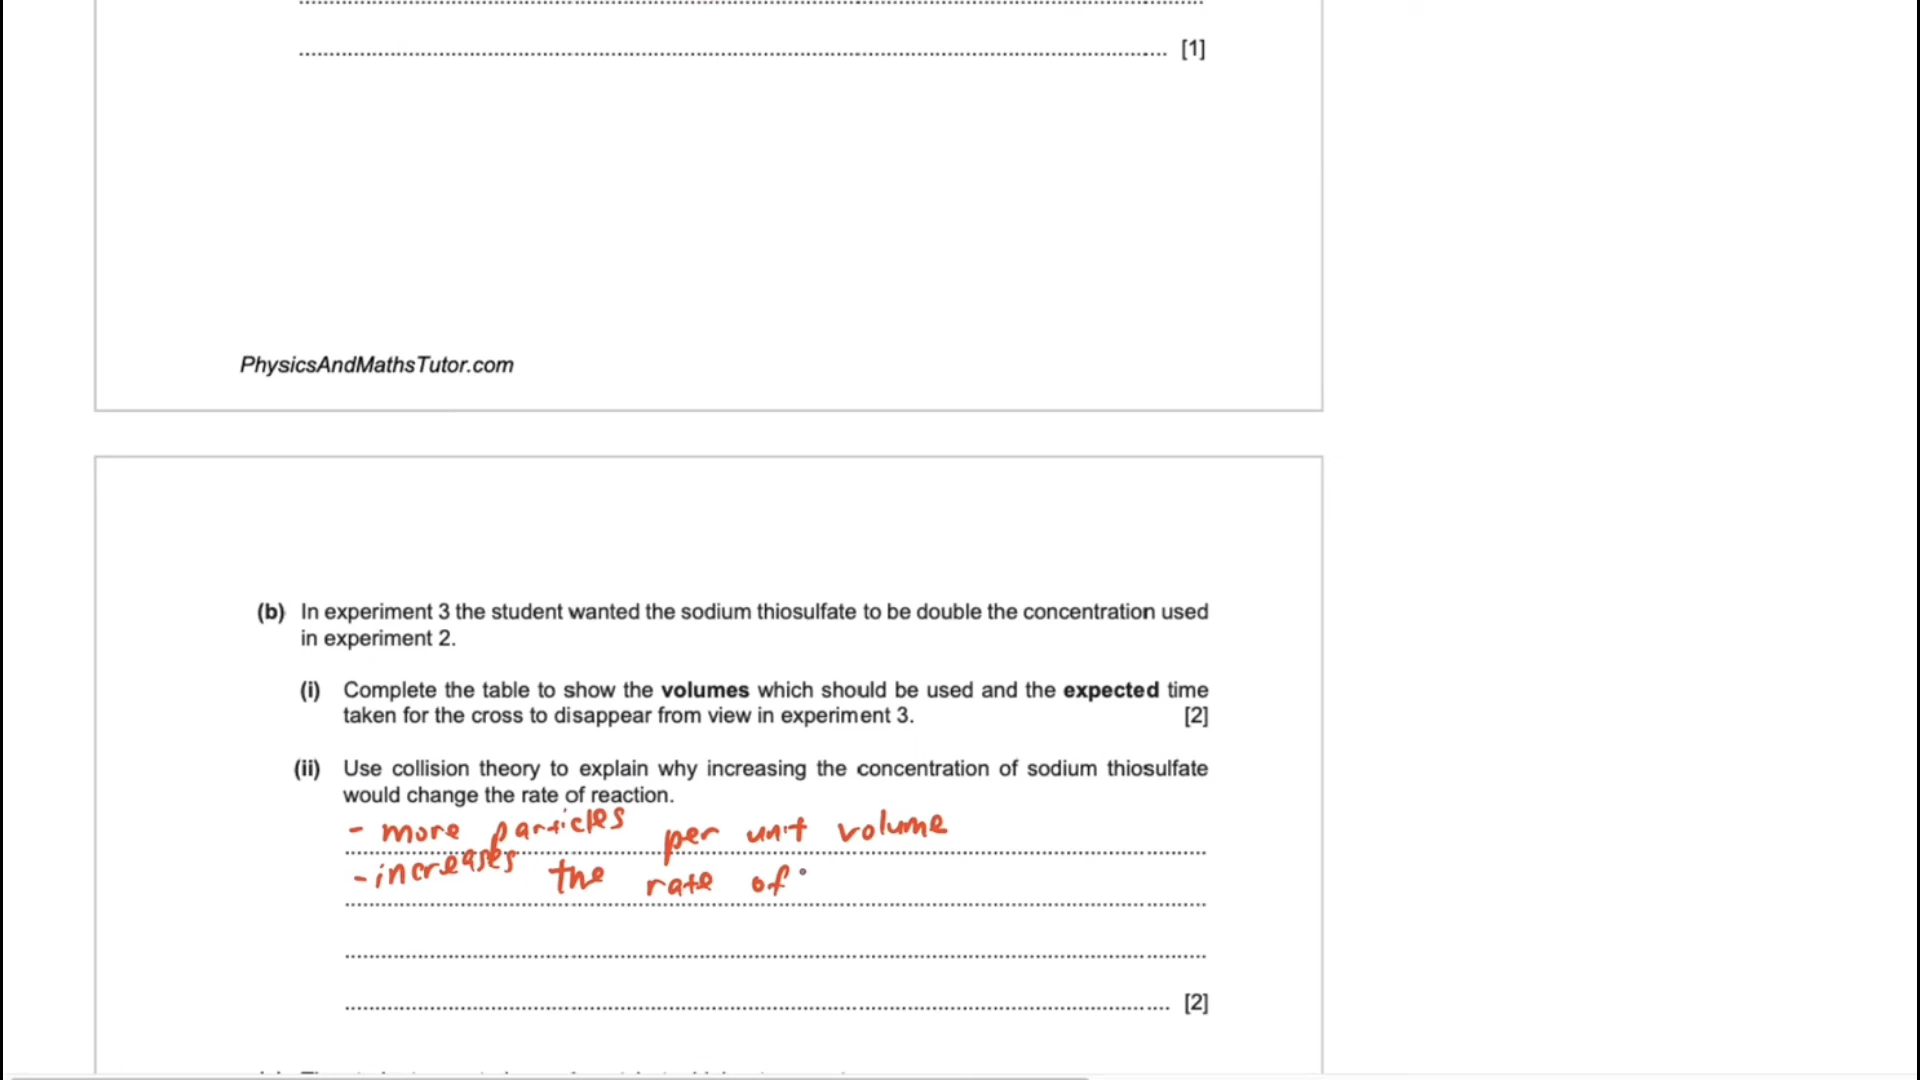 [1]
PhysicsAndMathsTutor.com
(b) In experiment 3 the student wanted the sodium thiosulfate to be double the concentration used
in experiment 2.
(i) Complete the table to show the volumes which should be used and the expected time
taken for the cross to disappear from view in experiment 3. [2]
(ii) Use collision theory to explain why increasing the concentration of sodium thiosulfate
would change the rate of reaction.
- more particles per unit volume
- increases the rate of
[2]